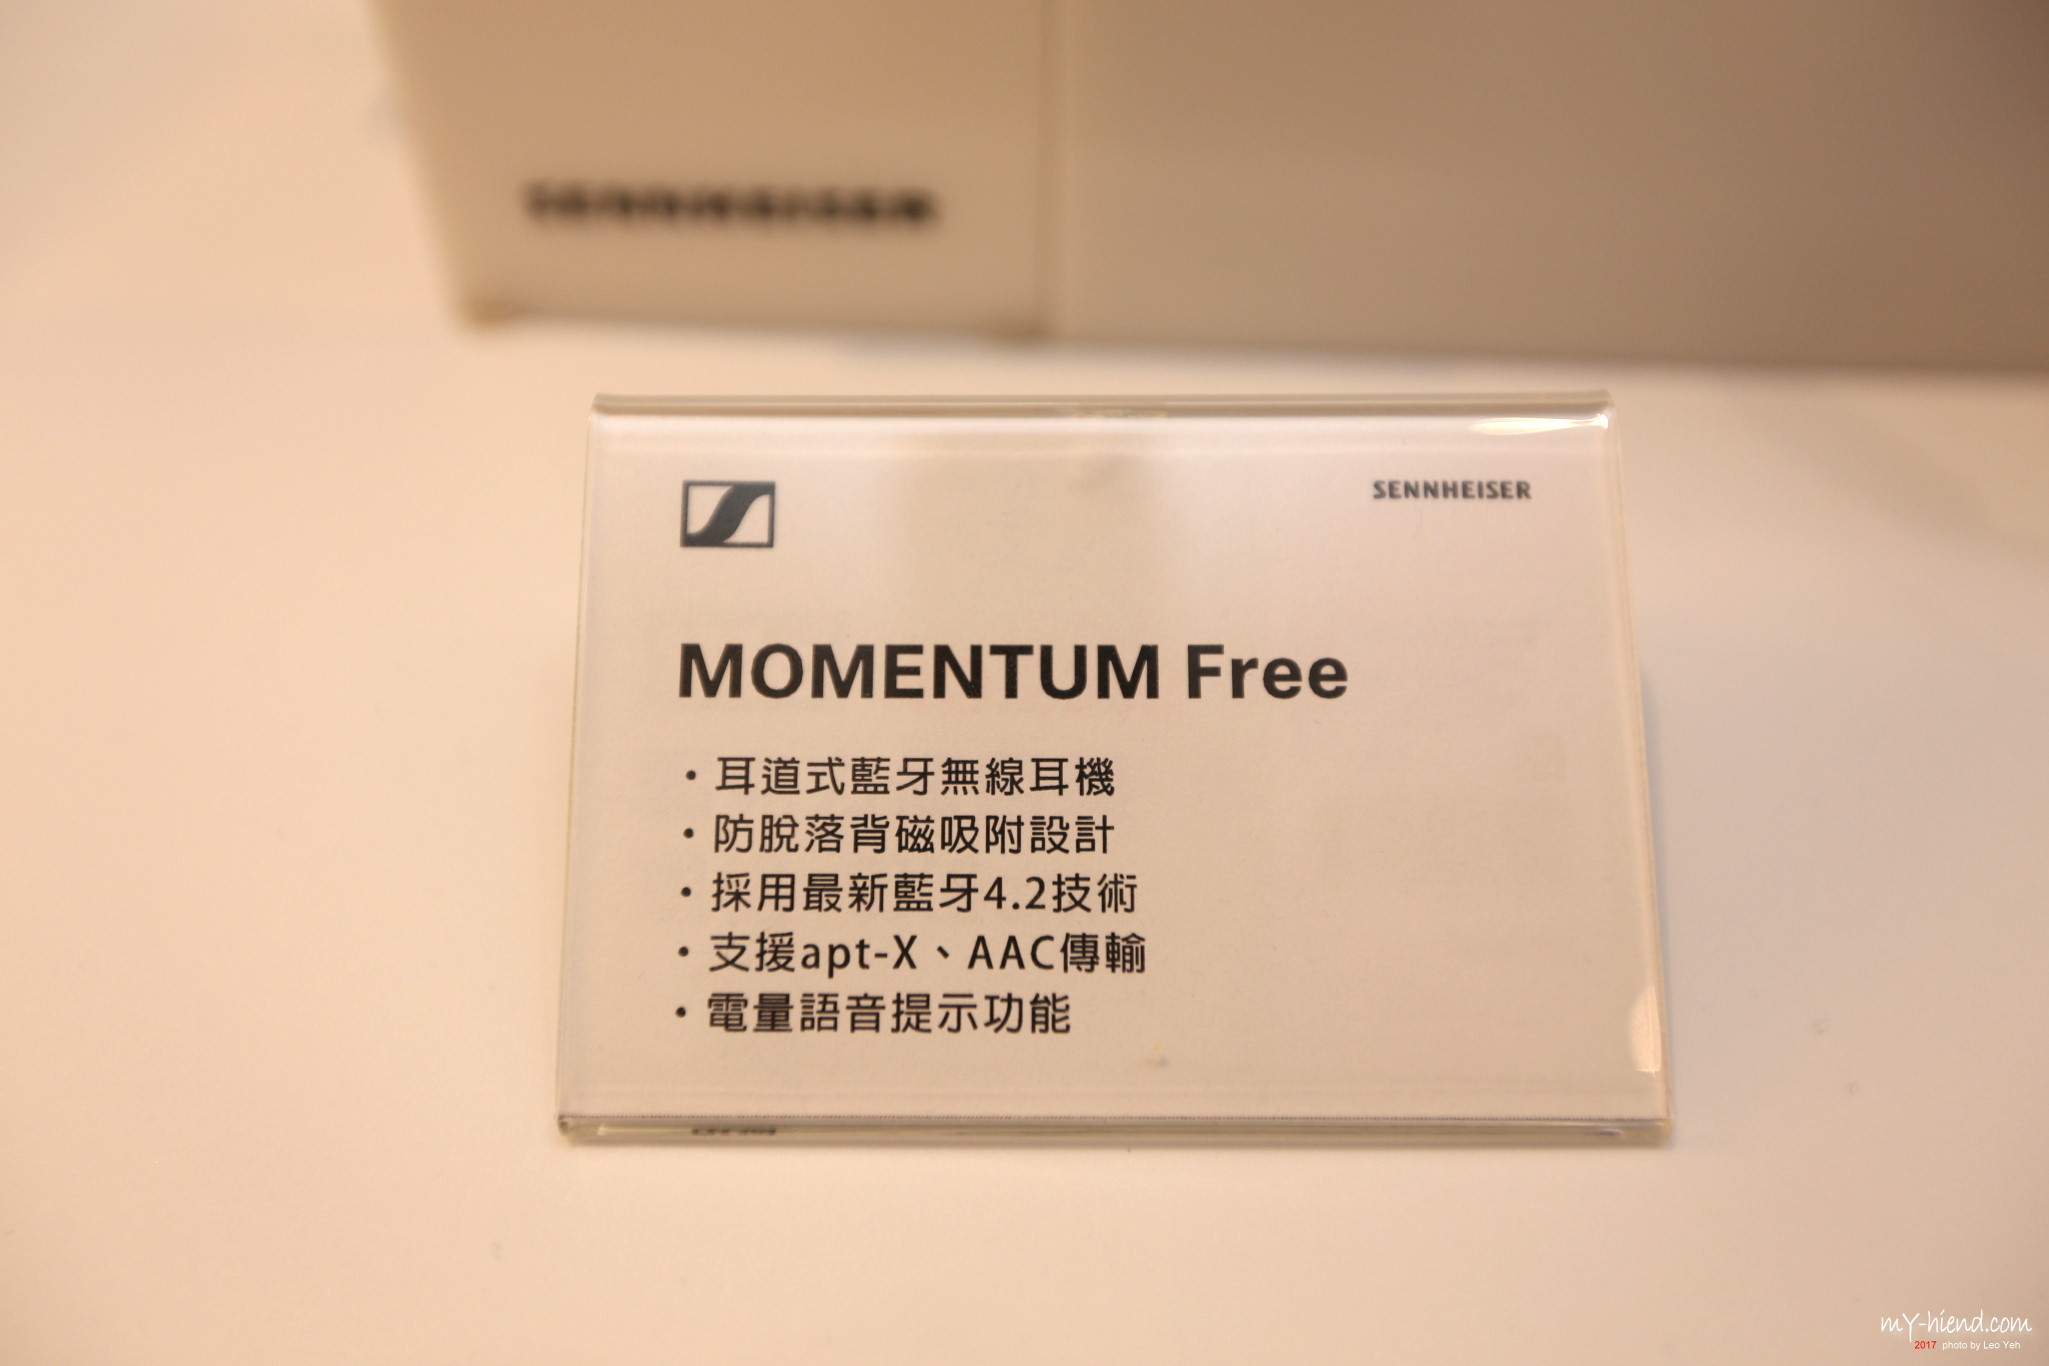 SENNHEISER
SENNHEISER
MOMENTUM Free
・耳道式藍牙無線耳機
・防脫落背磁吸附設計
・採用最新藍牙4.2技術
・支援apt-X、AAC傳輸
・電量語音提示功能
mY-hiend.com
2017 photo by Leo Yeh